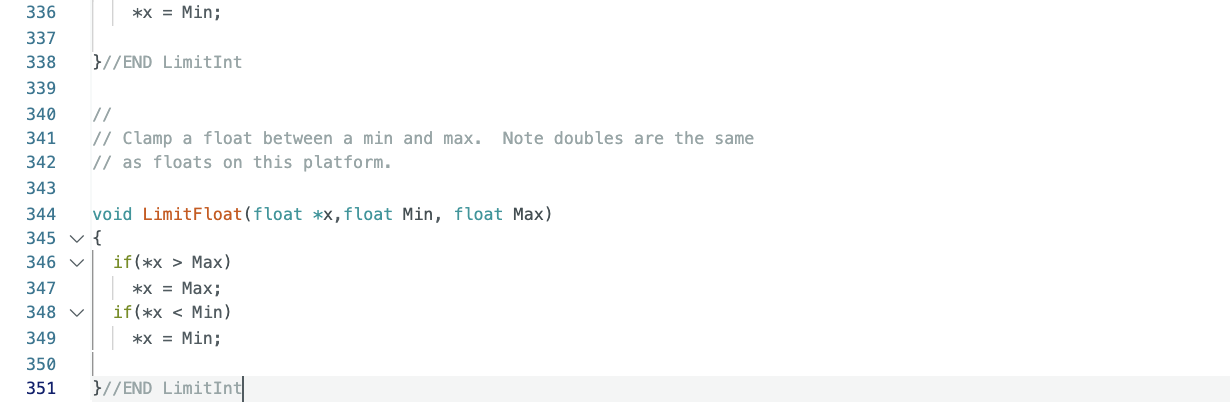 336 *x = Min;
337
338 }//END LimitInt
339
340 //
341 // Clamp a float between a min and max.  Note doubles are the same
342 // as floats on this platform.
343
344 void LimitFloat(float *x,float Min, float Max)
345 {
346 if(*x > Max)
347 *x = Max;
348 if(*x < Min)
349 *x = Min;
350
351 }//END LimitInt